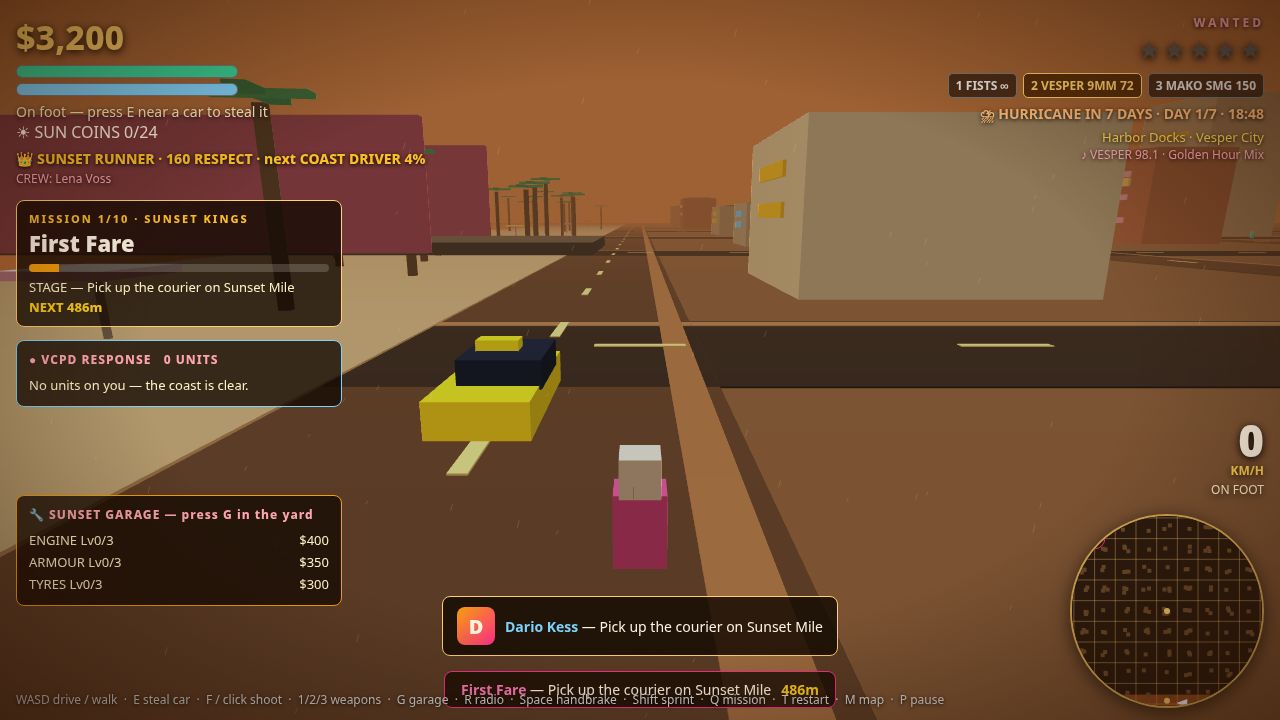 $3,200
On foot — press E near a car to steal it
☀ SUN COINS 0/24
👑 SUNSET RUNNER · 160 RESPECT · next COAST DRIVER 4%
CREW: Lena Voss
MISSION 1/10 · SUNSET KINGS
First Fare
STAGE — Pick up the courier on Sunset Mile
NEXT 486m
● VCPD RESPONSE 0 UNITS
No units on you — the coast is clear.
🔧 SUNSET GARAGE — press G in the yard
ENGINE Lv0/3 $400
ARMOUR Lv0/3 $350
TYRES Lv0/3 $300
WANTED
★ ★ ★ ★ ★
1 FISTS ∞ 2 VESPER 9MM 72 3 MAKO SMG 150
⛈ HURRICANE IN 7 DAYS · DAY 1/7 · 18:48
Harbor Docks · Vesper City
♪ VESPER 98.1 · Golden Hour Mix
0
KM/H
ON FOOT
D Dario Kess — Pick up the courier on Sunset Mile
First Fare — Pick up the courier on Sunset Mile 486m
WASD drive / walk · E steal car · F / click shoot · 1/2/3 weapons · G garage · R radio · Space handbrake · Shift sprint · Q mission · T restart · M map · P pause